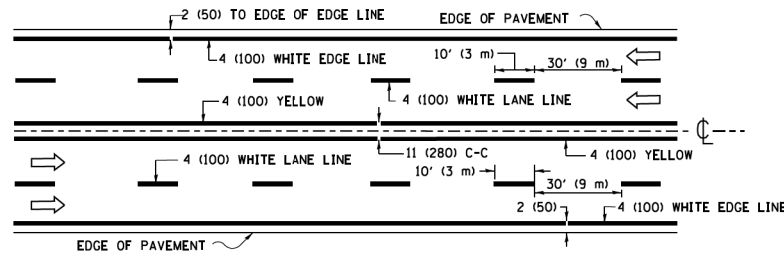 2 (50) TO EDGE OF EDGE LINE
EDGE OF PAVEMENT
4 (100) WHITE EDGE LINE
10' (3 m)
30' (9 m)
4 (100) YELLOW
4 (100) WHITE LANE LINE
℄
4 (100) WHITE LANE LINE
11 (280) C-C
4 (100) YELLOW
10' (3 m)
30' (9 m)
2 (50)
4 (100) WHITE EDGE LINE
EDGE OF PAVEMENT